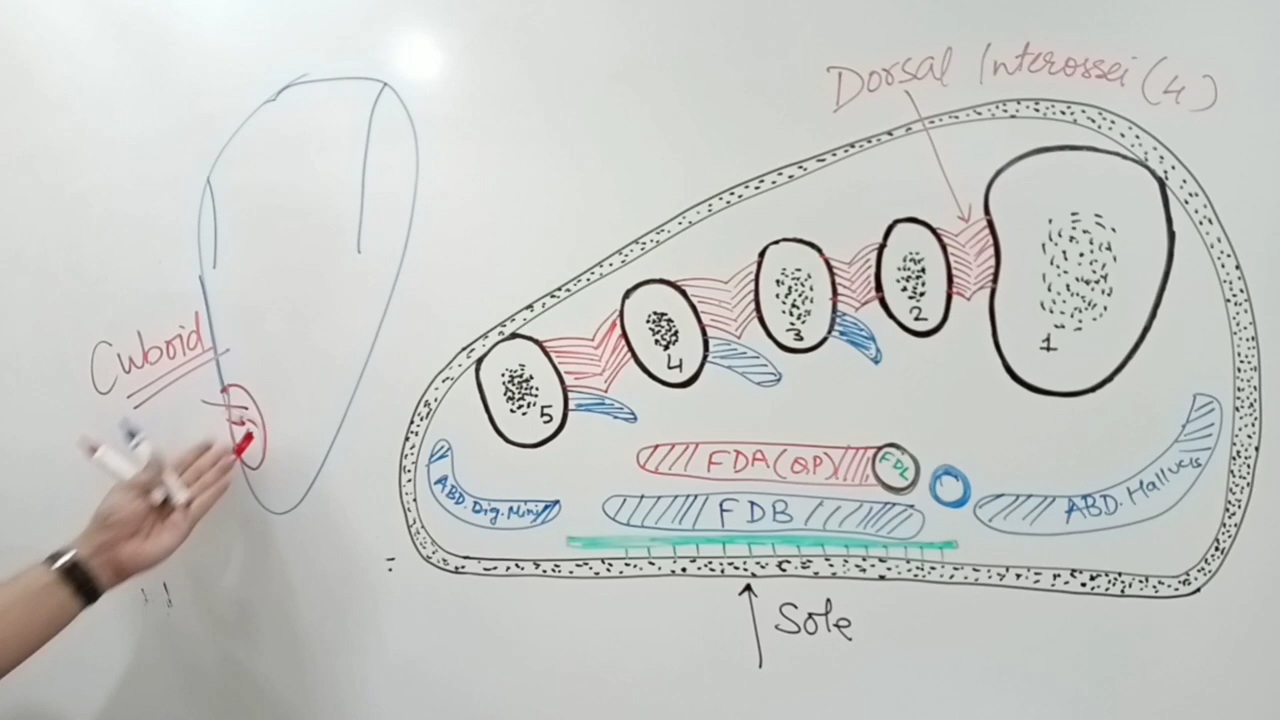 Dorsal Interossei (4)
Cuboid
1
2
3
4
5
FDA (QP)
FDL
ABD. Dig. Mini
FDB
ABD. Hallucis
Sole